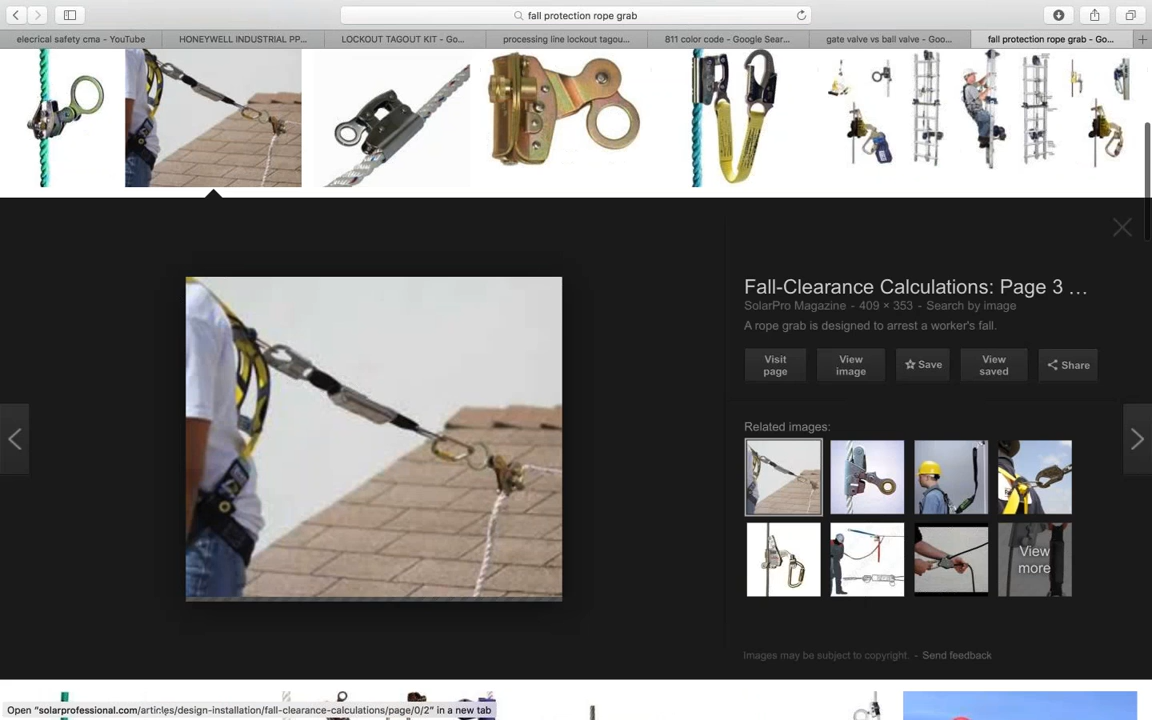 fall protection rope grab
elecrical safety cma - YouTube
HONEYWELL INDUSTRIAL PP...
LOCKOUT TAGOUT KIT - Go...
processing line lockout tagou...
811 color code - Google Sear...
gate valve vs ball valve - Goo...
fall protection rope grab - Go...
Fall-Clearance Calculations: Page 3 ...
SolarPro Magazine - 409 × 353 - Search by image
A rope grab is designed to arrest a worker's fall.
Visit page
View image
Save
View saved
Share
Related images:
View more
Images may be subject to copyright. - Send feedback
Open “solarprofessional.com/articles/design-installation/fall-clearance-calculations/page/0/2” in a new tab